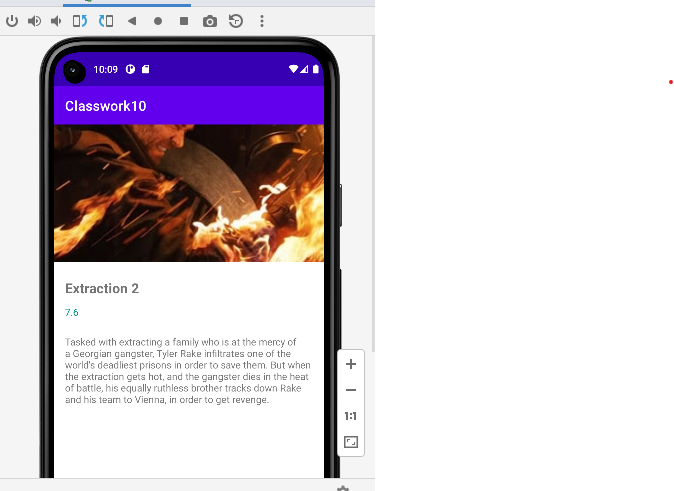 10:09
Classwork10
Extraction 2
7.6
Tasked with extracting a family who is at the mercy of
a Georgian gangster, Tyler Rake infiltrates one of the
world's deadliest prisons in order to save them. But when
the extraction gets hot, and the gangster dies in the heat
of battle, his equally ruthless brother tracks down Rake
and his team to Vienna, in order to get revenge.
1:1